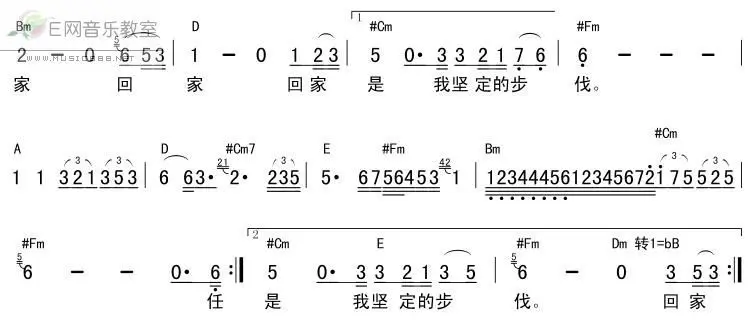 E网音乐教室
WWW.MUSIC888.NET
Bm D 1 #Cm #Fm
2 - 0 5 6 5 3 | 1 - 0 1 2 3 | 5 0· 3 3 2 1 7 6 | 6 - - - |
家 回 家 回家 是 我坚定的步 伐。
A D #Cm7 E #Fm Bm #Cm
1 1 3 2 1 3 5 3 | 6 6 3· 21 2· 2 3 5 | 5· 6 7 5 6 4 5 3 42 1 | 1 2 3 4 4 4 5 6 1 2 3 4 5 6 7 2 1 7 5 5 2 5 |
3 3 3 3 3
#Fm 2 #Cm E #Fm Dm 转1=bB
5 6 - - 0· 6 :| 5 0· 3 3 2 1 3 5 | 5 6 - 0 3 5 3 :|
任 是 我坚 定的步 伐。 回 家